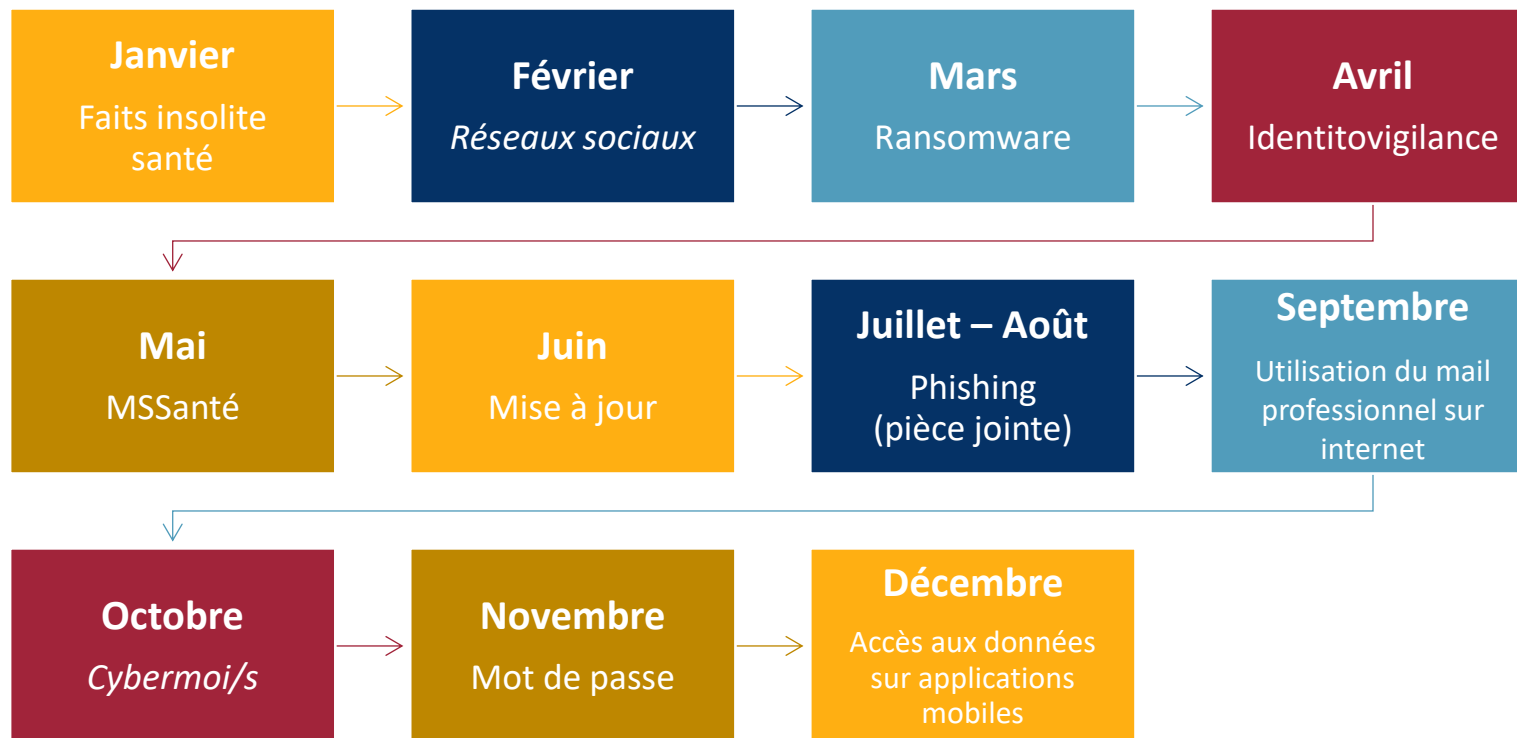 Janvier
Faits insolite
santé
Février
Réseaux sociaux
Mars
Ransomware
Avril
Identitovigilance
Mai
MSSanté
Juin
Mise à jour
Juillet – Août
Phishing
(pièce jointe)
Septembre
Utilisation du mail
professionnel sur
internet
Octobre
Cybermoi/s
Novembre
Mot de passe
Décembre
Accès aux données
sur applications
mobiles